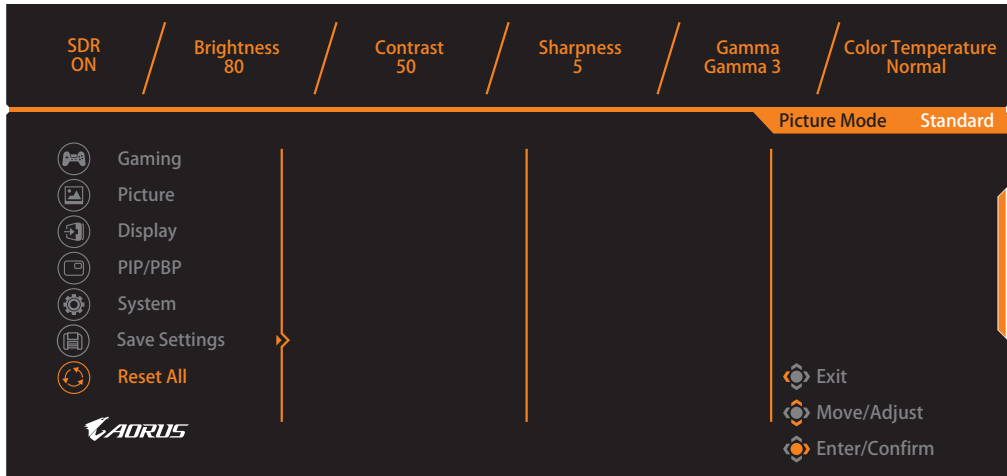 SDR
ON
Brightness
80
Contrast
50
Sharpness
5
Gamma
Gamma 3
Color Temperature
Normal
Picture Mode Standard
Gaming
Picture
Display
PIP/PBP
System
Save Settings
Reset All
AORUS
Exit
Move/Adjust
Enter/Confirm